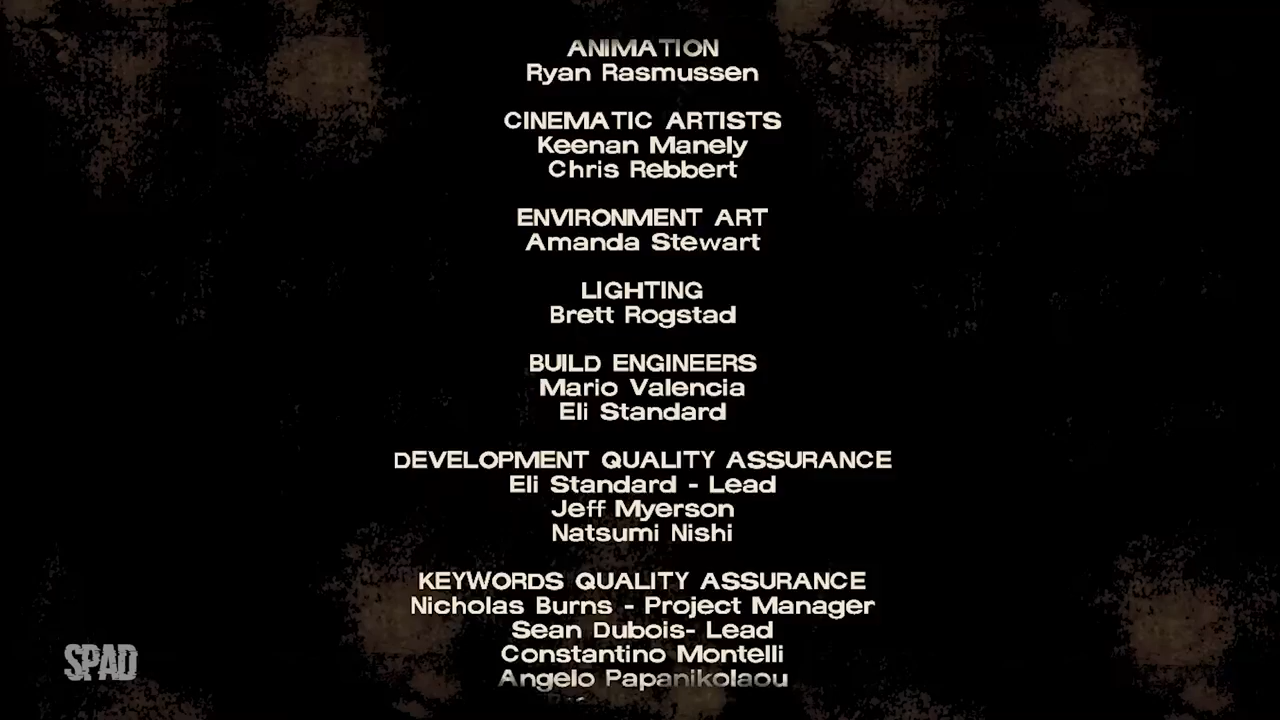 ANIMATION
Ryan Rasmussen
CINEMATIC ARTISTS
Keenan Manely
Chris Rebbert
ENVIRONMENT ART
Amanda Stewart
LIGHTING
Brett Rogstad
BUILD ENGINEERS
Mario Valencia
Eli Standard
DEVELOPMENT QUALITY ASSURANCE
Eli Standard - Lead
Jeff Myerson
Natsumi Nishi
KEYWORDS QUALITY ASSURANCE
Nicholas Burns - Project Manager
Sean Dubois- Lead
Constantino Montelli
Angelo Papanikolaou
SPAD